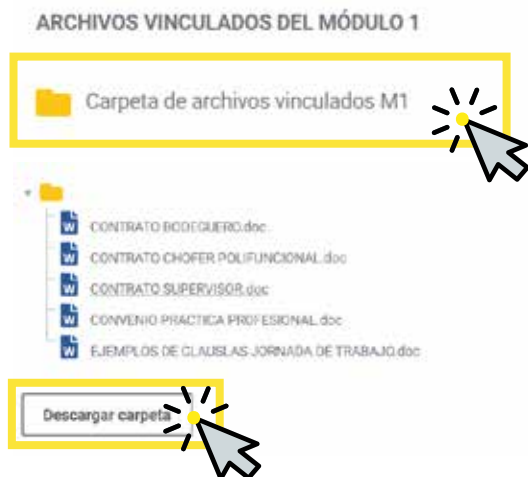 ARCHIVOS VINCULADOS DEL MÓDULO 1
Carpeta de archivos vinculados M1
CONTRATO BODEGUERO.doc
CONTRATO CHOFER POLIFUNCIONAL.doc
CONTRATO SUPERVISOR.doc
CONVENIO PRACTICA PROFESIONAL.doc
EJEMPLOS DE CLAUSLAS JORNADA DE TRABAJO.doc
Descargar carpeta